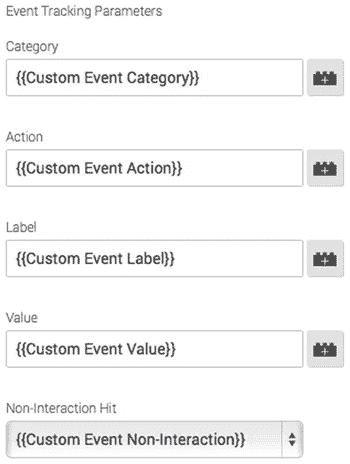 Event Tracking Parameters
Category
{{Custom Event Category}}
Action
{{Custom Event Action}}
Label
{{Custom Event Label}}
Value
{{Custom Event Value}}
Non-Interaction Hit
{{Custom Event Non-Interaction}}